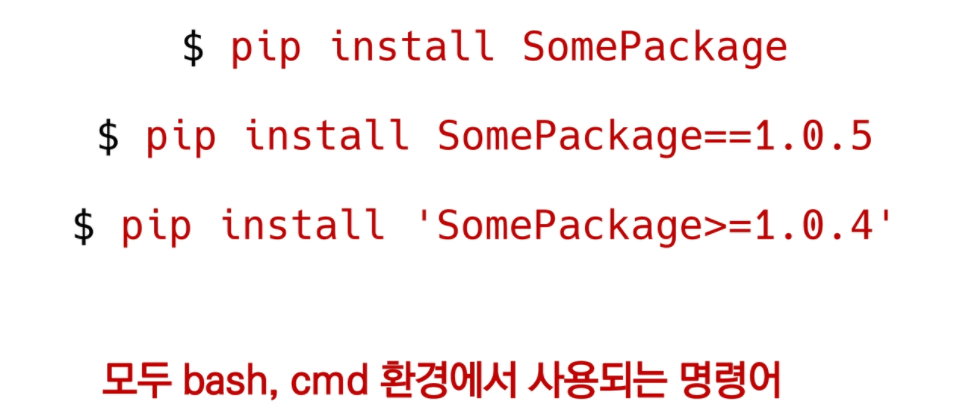 $ pip install SomePackage
$ pip install SomePackage==1.0.5
$ pip install 'SomePackage>=1.0.4'
모두 bash, cmd 환경에서 사용되는 명령어